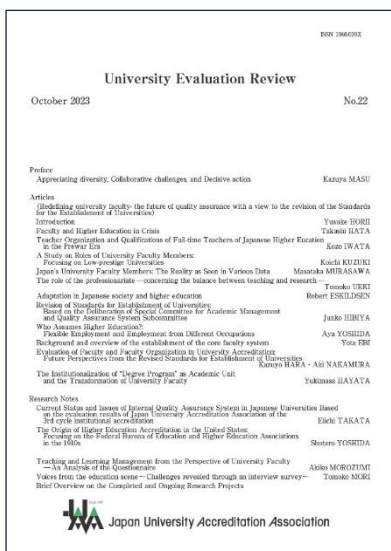 University Evaluation Review
October 2023 No.22
Preface
Appreciating diversity, Collaborative challenges, and Decisive action Kazuya MASU
Articles
(Redefining university faculty- the future of quality assurance with a view to the revision of the Standards
for the Establishment of Universities)
Introduction Yusuke HORII
Faculty and Higher Education in Crisis Takashi HATA
Teacher Organization and Qualifications of Full-time Teachers of Japanese Higher Eucation
in the Prewar Era Kozo IWATA
A Study on Roles of University Faculty Members:
Focusing on Low-prestige Universities Koichi KUZUKI
Japan's University Faculty Members: The Reality as Seen in Various Data Masataka MURASAWA
The role of the professionariate—concerning the balance between teaching and research—
Tomoko UEKI
Adaptation in Japanese society and higher education Robert ESKILDSEN
Revision of Standards for Establishment of Universities:
Based on the Deliberation of Special Committee for Academic Management
and Quality Assurance System Subcommittee Junko HIBIYA
Who Assumes Higher Education?:
Flexible Employment and Employment from Different Occupations Aya YOSHIDA
Background and overview of the establishment of the core faculty system Yota EBI
Evaluation of Faculty and Faculty Organization in University Accreditation:
Future Perspectives from the Revised Standards for Establishment of Universities
Kazuyo HARA・Aki NAKAMURA
The Institutionalization of "Degree Program" as Academic Unit
and the Transformation of University Faculty Yukimasa HAYATA
Research Notes
Current Status and Issues of Internal Quality Assurance System in Japanese Universities Based
on the evaluation results of Japan University Accreditation Association of the
3rd cycle institutional accreditation Eiichi TAKATA
The Origin of Higher Education Accreditation in the United States:
Focusing on the Federal Bureau of Education and Higher Education Associations
in the 1910s Shotaro YOSHIDA
Teaching and Learning Management from the Perspective of University Faculty
—An Analysis of the Questionnaire Akiko MOROZUMI
Voices from the education scene～Challenges revealed through an interview survey～ Tomoko MORI
Brief Overview on the Completed and Ongoing Research Projects
Japan University Accreditation Association